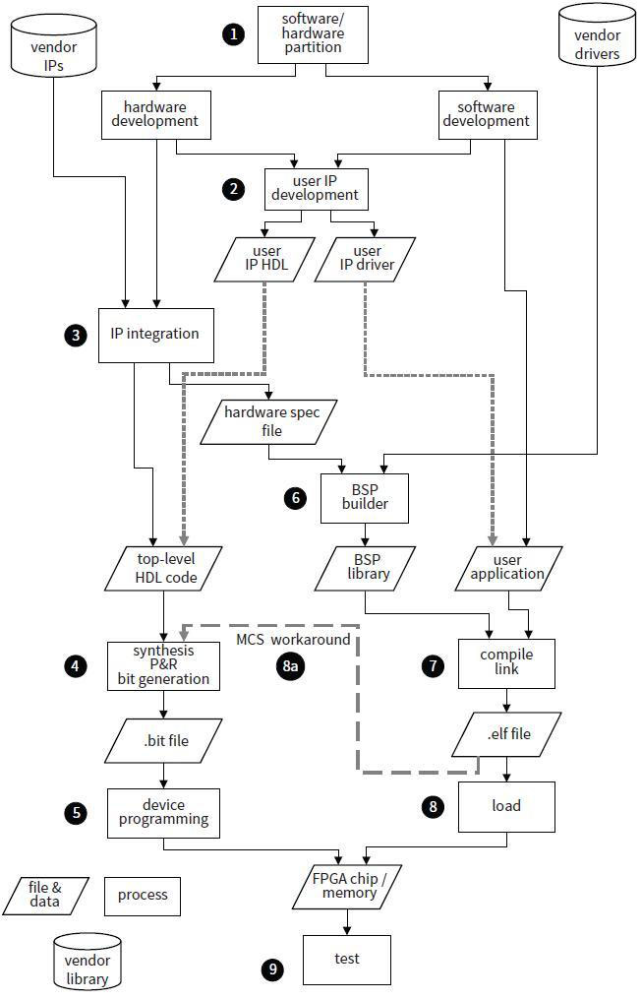 vendor
IPs
1
software/
hardware
partition
vendor
drivers
hardware
development
software
development
2
user IP
development
user
IP HDL
user
IP driver
3
IP integration
hardware spec
file
6
BSP
builder
top-level
HDL code
BSP
library
user
application
MCS workaround
8a
4
synthesis
P&R
bit generation
7
compile
link
.bit file
.elf file
5
device
programming
8
load
file &
data
process
FPGA chip /
memory
vendor
library
9
test